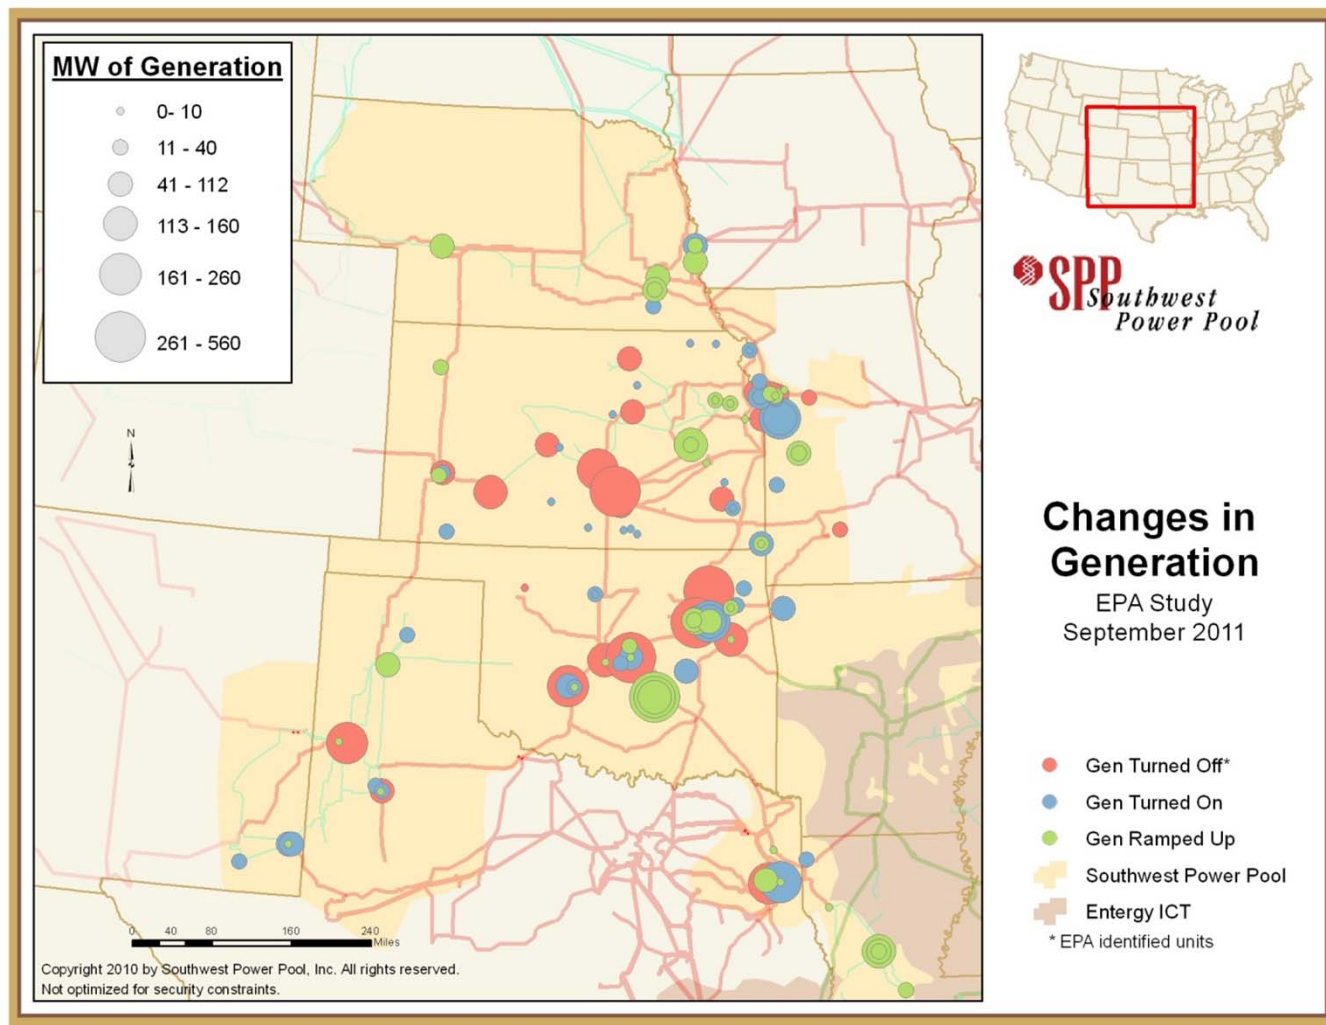 MW of Generation
0- 10
11 - 40
41 - 112
113 - 160
161 - 260
261 - 560
N
0 40 80 160 240
Miles
Copyright 2010 by Southwest Power Pool, Inc. All rights reserved.
Not optimized for security constraints.
SPP
Southwest
Power Pool
Changes in
Generation
EPA Study
September 2011
Gen Turned Off*
Gen Turned On
Gen Ramped Up
Southwest Power Pool
Entergy ICT
* EPA identified units